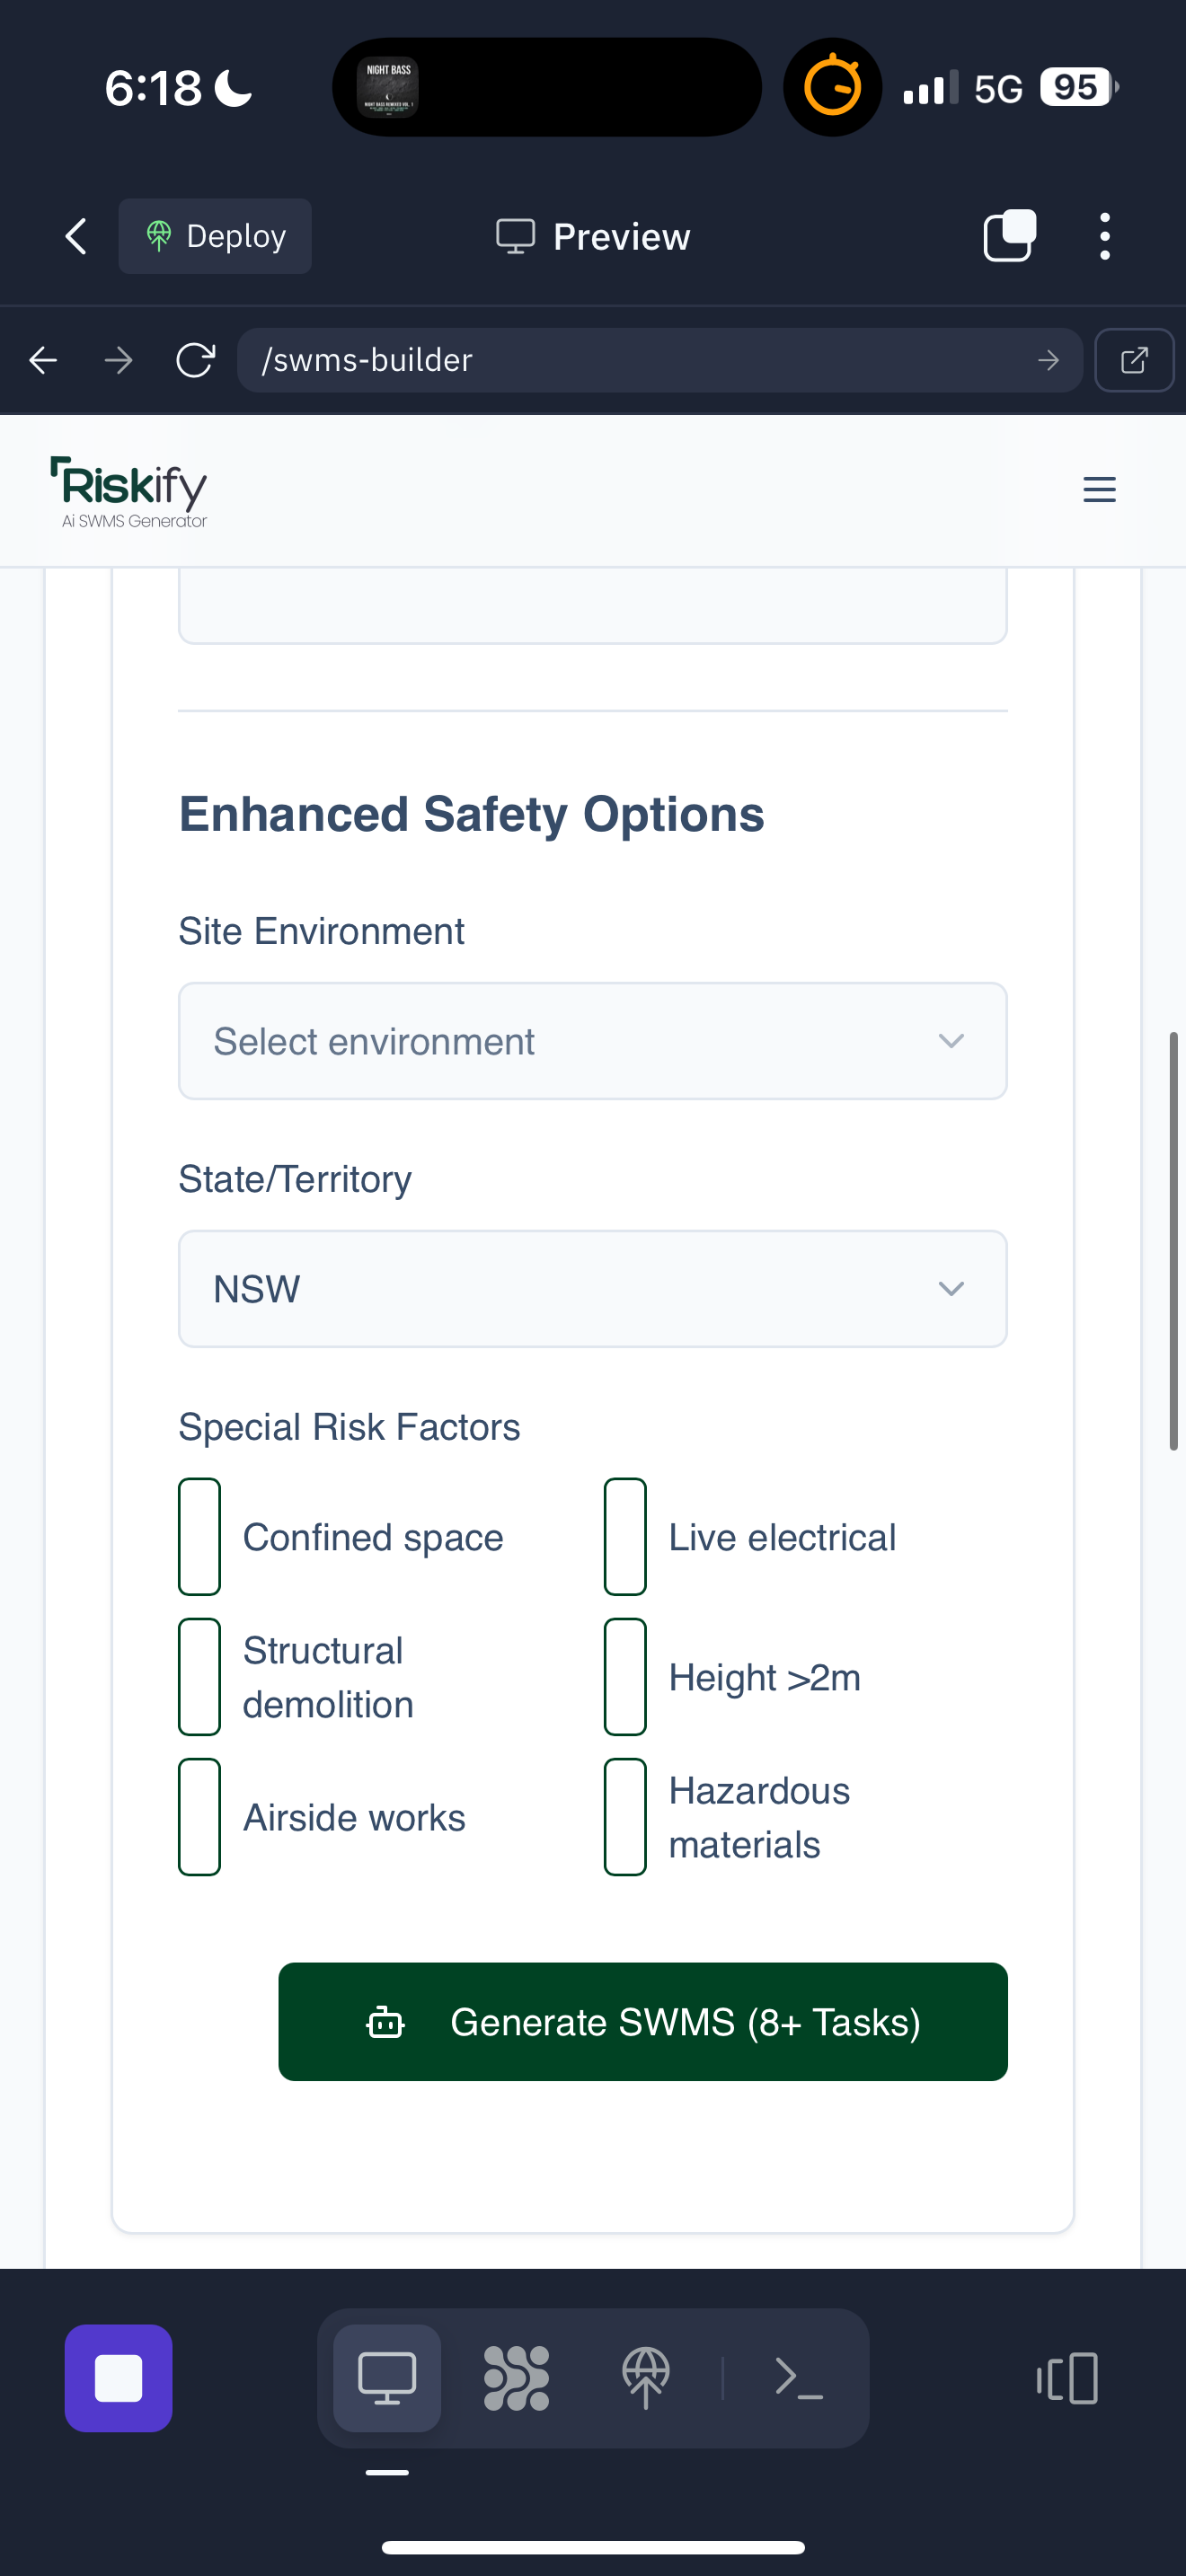 6:18
NIGHT BASS
5G
95
Deploy
Preview
/swms-builder
Riskify
Ai SWMS Generator
Enhanced Safety Options
Site Environment
Select environment
State/Territory
NSW
Special Risk Factors
Confined space
Live electrical
Structural
demolition
Height >2m
Airside works
Hazardous
materials
Generate SWMS (8+ Tasks)